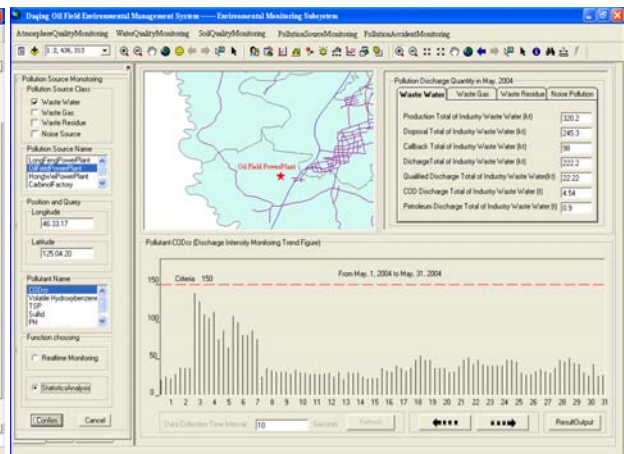 Daqing Oil Field Environmental Management System ----- Environmental Monitoring Subsystem
AtmosphereQualityMonitoring WaterQualityMonitoring SoilQualityMonitoring PollutionSourceMonitoring PollutionAccidentMonitoring
Pollution Source Monitoring
Pollution Source Class
Waste Water
Waste Gas
Waste Residue
Noise Source
Pollution Source Name
LongFengPowerPlant
OilFieldPowerPlant
HongWeiPowerPlant
CarbinolFactory
Position and Query
Longitude
46.33.17
Latitude
125.04.20
Pollutant Name
CODcr
Volatile Hydroxybenzene
TSP
Sulfid
PH
Function choosing
Realtime Monitoring
StatisticsAnalysis
Confirm Cancel
Oil Field PowerPlant
Pollution Discharge Quantity in May, 2004
Waste Water Waste Gas Waste Residue Noise Pollution
Production Total of Industy Waste Water (kt) 320.2
Disposal Total of Industy Waste Water (kt) 245.3
Callback Total of Industy Waste Water (kt) 98
DichargeTotal of Industy Waste Water (kt) 222.2
Qualified Discharge Total of Industy Waste Water(kt) 22.22
COD Discharge Total of Industy Waste Water (t) 4.54
Petroleum Discharge Total of Industy Waste Water (t) 0.9
Pollutant-CODcr (Discharge Intensity Monitoring Trend Figure)
150 Criteria 150 From May, 1, 2004 to May, 31, 2004
100
50
0
1 2 3 4 5 6 7 8 9 10 11 12 13 14 15 16 17 18 19 20 21 22 23 24 25 26 27 28 29 30 31
Data Collection Time Interval 10 Second Refresh ResultOutput